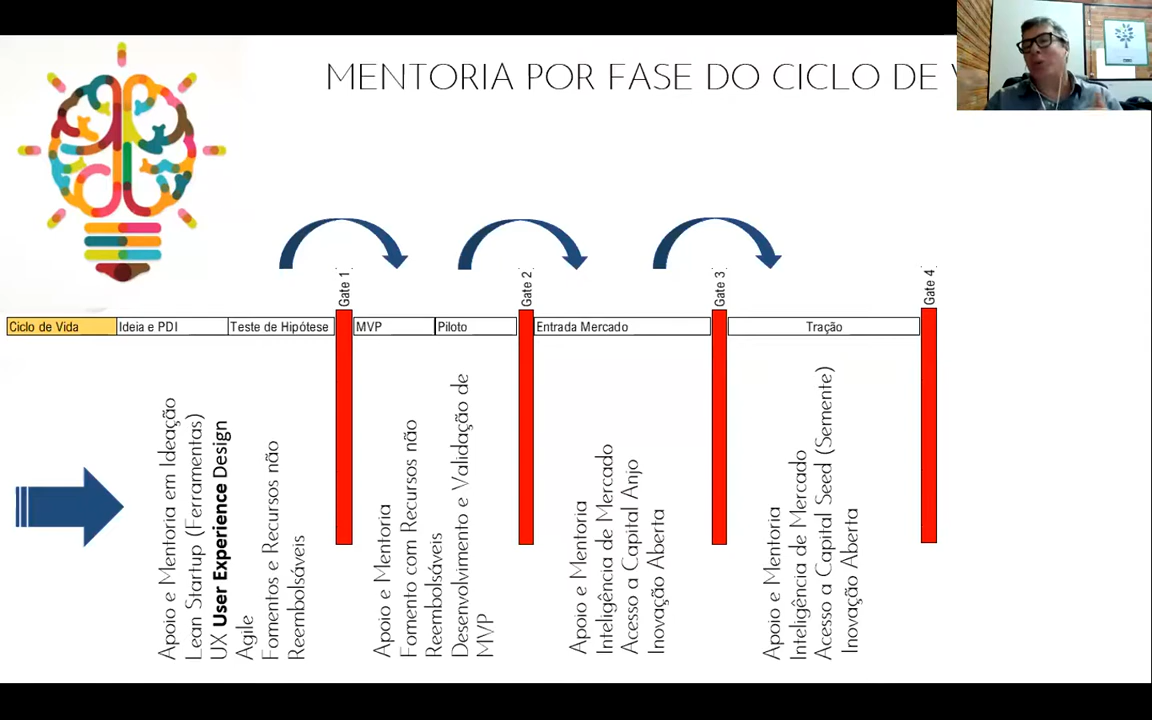 MENTORIA POR FASE DO CICLO DE
Gate 1
Gate 2
Gate 3
Gate 4
Ciclo de Vida
Ideia e PDI
Teste de Hipótese
MVP
Piloto
Entrada Mercado
Tração
Apoio e Mentoria em Ideação
Lean Startup (Ferramentas)
UX User Experience Design
Agile
Fomentos e Recursos não
Reembolsáveis
Apoio e Mentoria
Fomento com Recursos não
Reembolsáveis
Desenvolvimento e Validação de
MVP
Apoio e Mentoria
Inteligência de Mercado
Acesso a Capital Anjo
Inovação Aberta
Apoio e Mentoria
Inteligência de Mercado
Acesso a Capital Seed (Semente)
Inovação Aberta